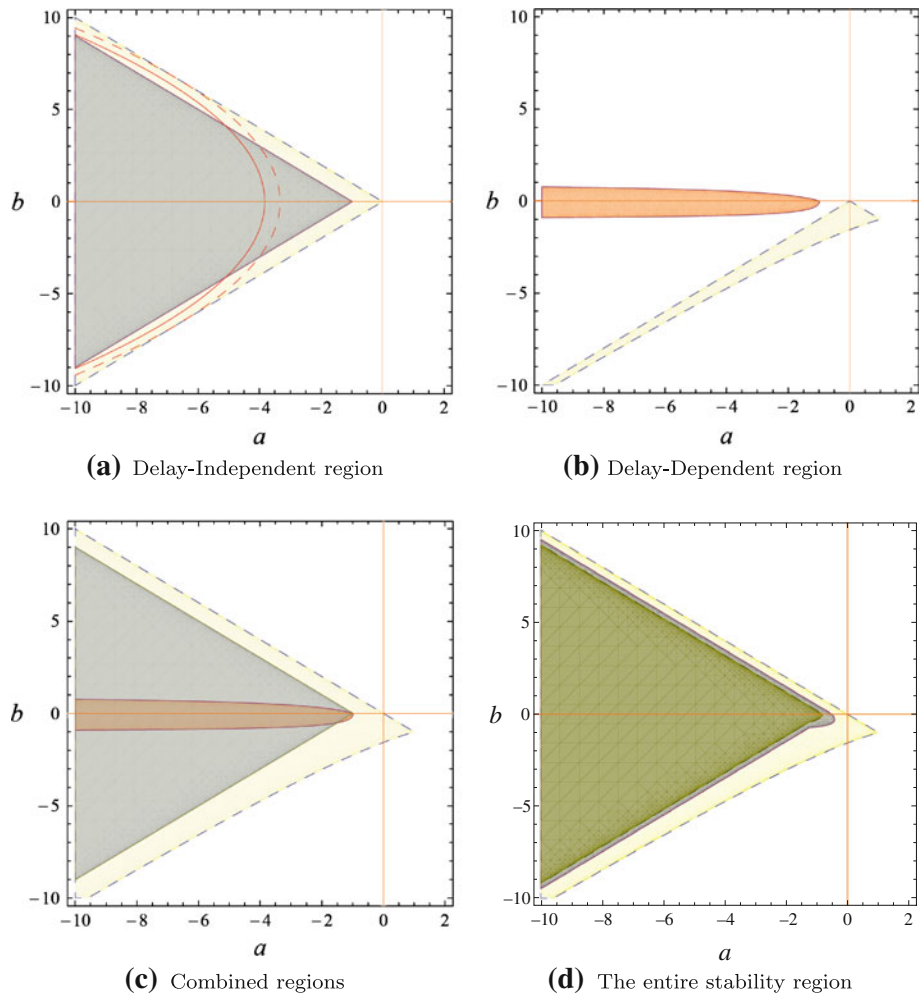 10
5
b
0
−5
−10
−10 −8 −6 −4 −2 0 2
a
(a) Delay-Independent region
10
5
b
0
−5
−10
−10 −8 −6 −4 −2 0 2
a
(b) Delay-Dependent region
10
5
b
0
−5
−10
−10 −8 −6 −4 −2 0 2
a
(c) Combined regions
10
5
b
0
−5
−10
−10 −8 −6 −4 −2 0 2
a
(d) The entire stability region